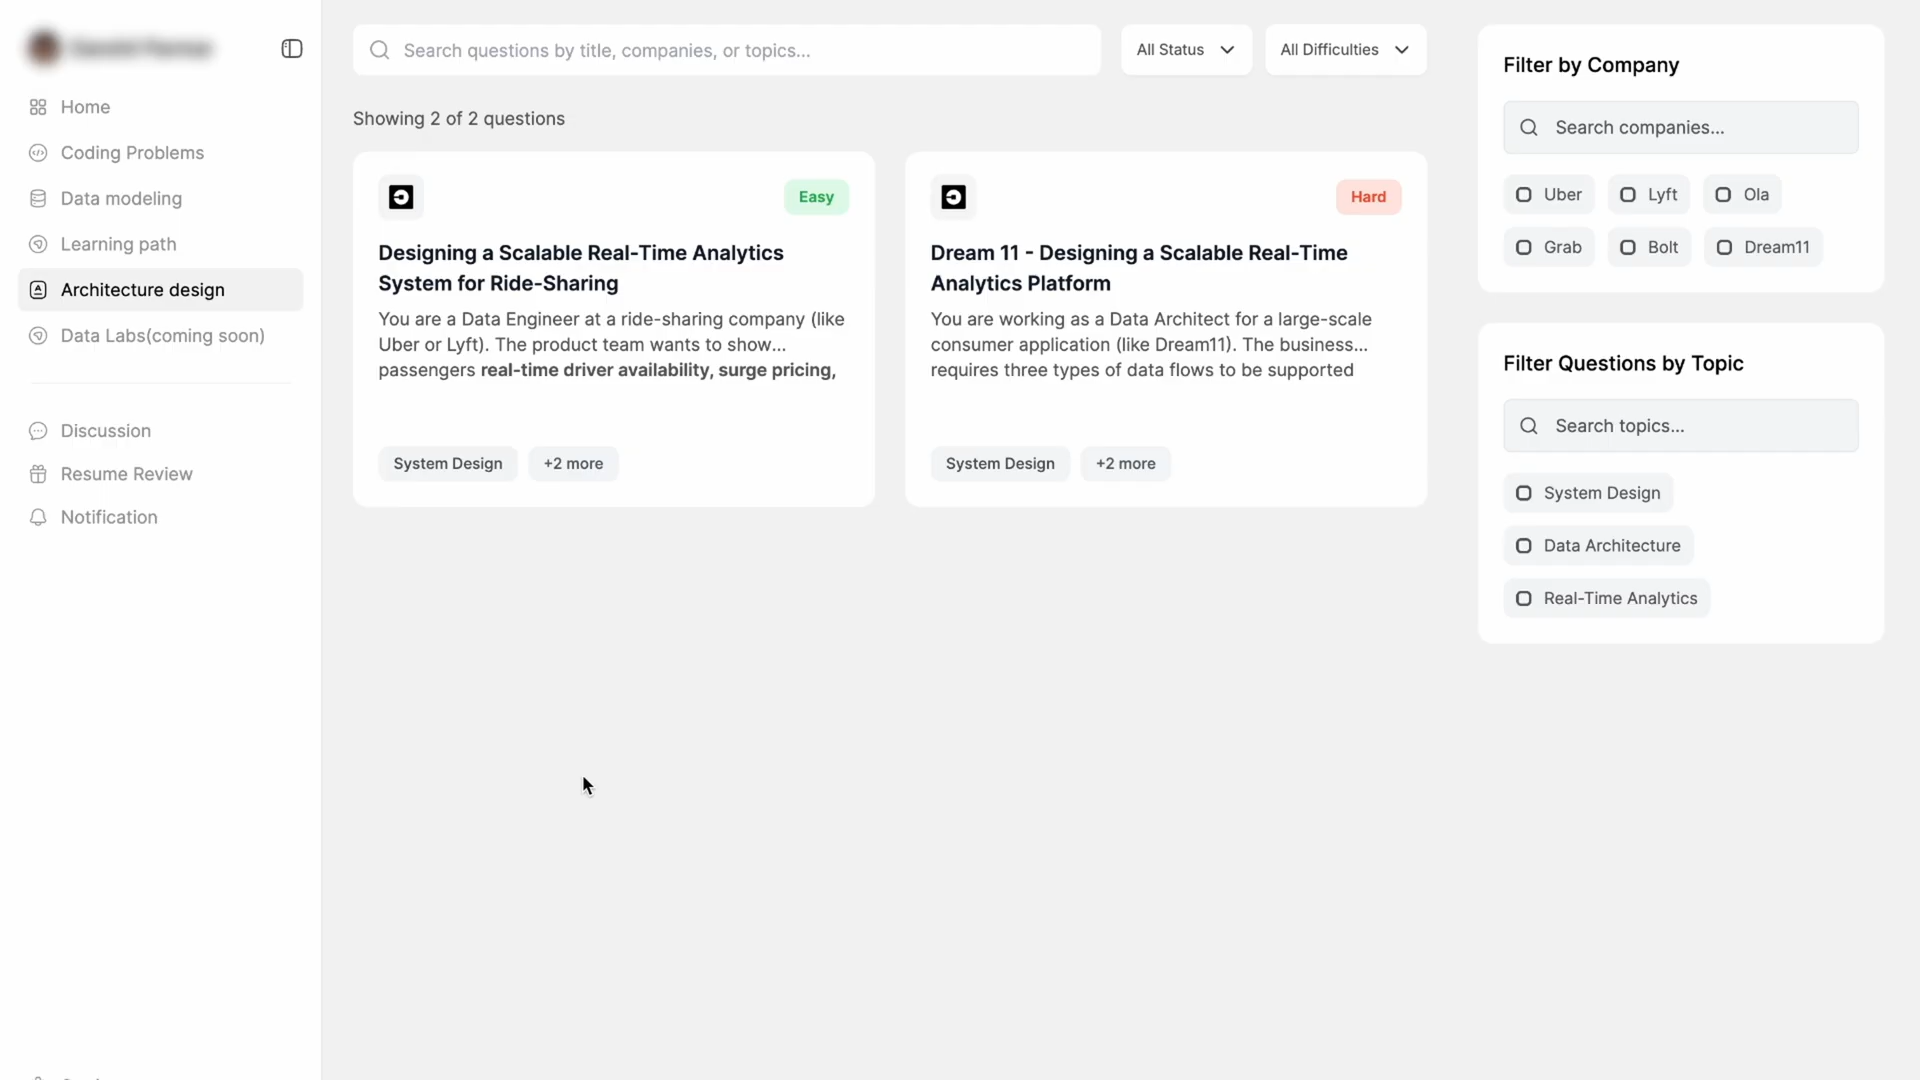 Home
Coding Problems
Data modeling
Learning path
Architecture design
Data Labs(coming soon)
Discussion
Resume Review
Notification
Search questions by title, companies, or topics...
All Status
All Difficulties
Showing 2 of 2 questions
Easy
Designing a Scalable Real-Time Analytics
System for Ride-Sharing
You are a Data Engineer at a ride-sharing company (like
Uber or Lyft). The product team wants to show...
passengers real-time driver availability, surge pricing,
System Design
+2 more
Hard
Dream 11 - Designing a Scalable Real-Time
Analytics Platform
You are working as a Data Architect for a large-scale
consumer application (like Dream11). The business...
requires three types of data flows to be supported
System Design
+2 more
Filter by Company
Search companies...
Uber
Lyft
Ola
Grab
Bolt
Dream11
Filter Questions by Topic
Search topics...
System Design
Data Architecture
Real-Time Analytics